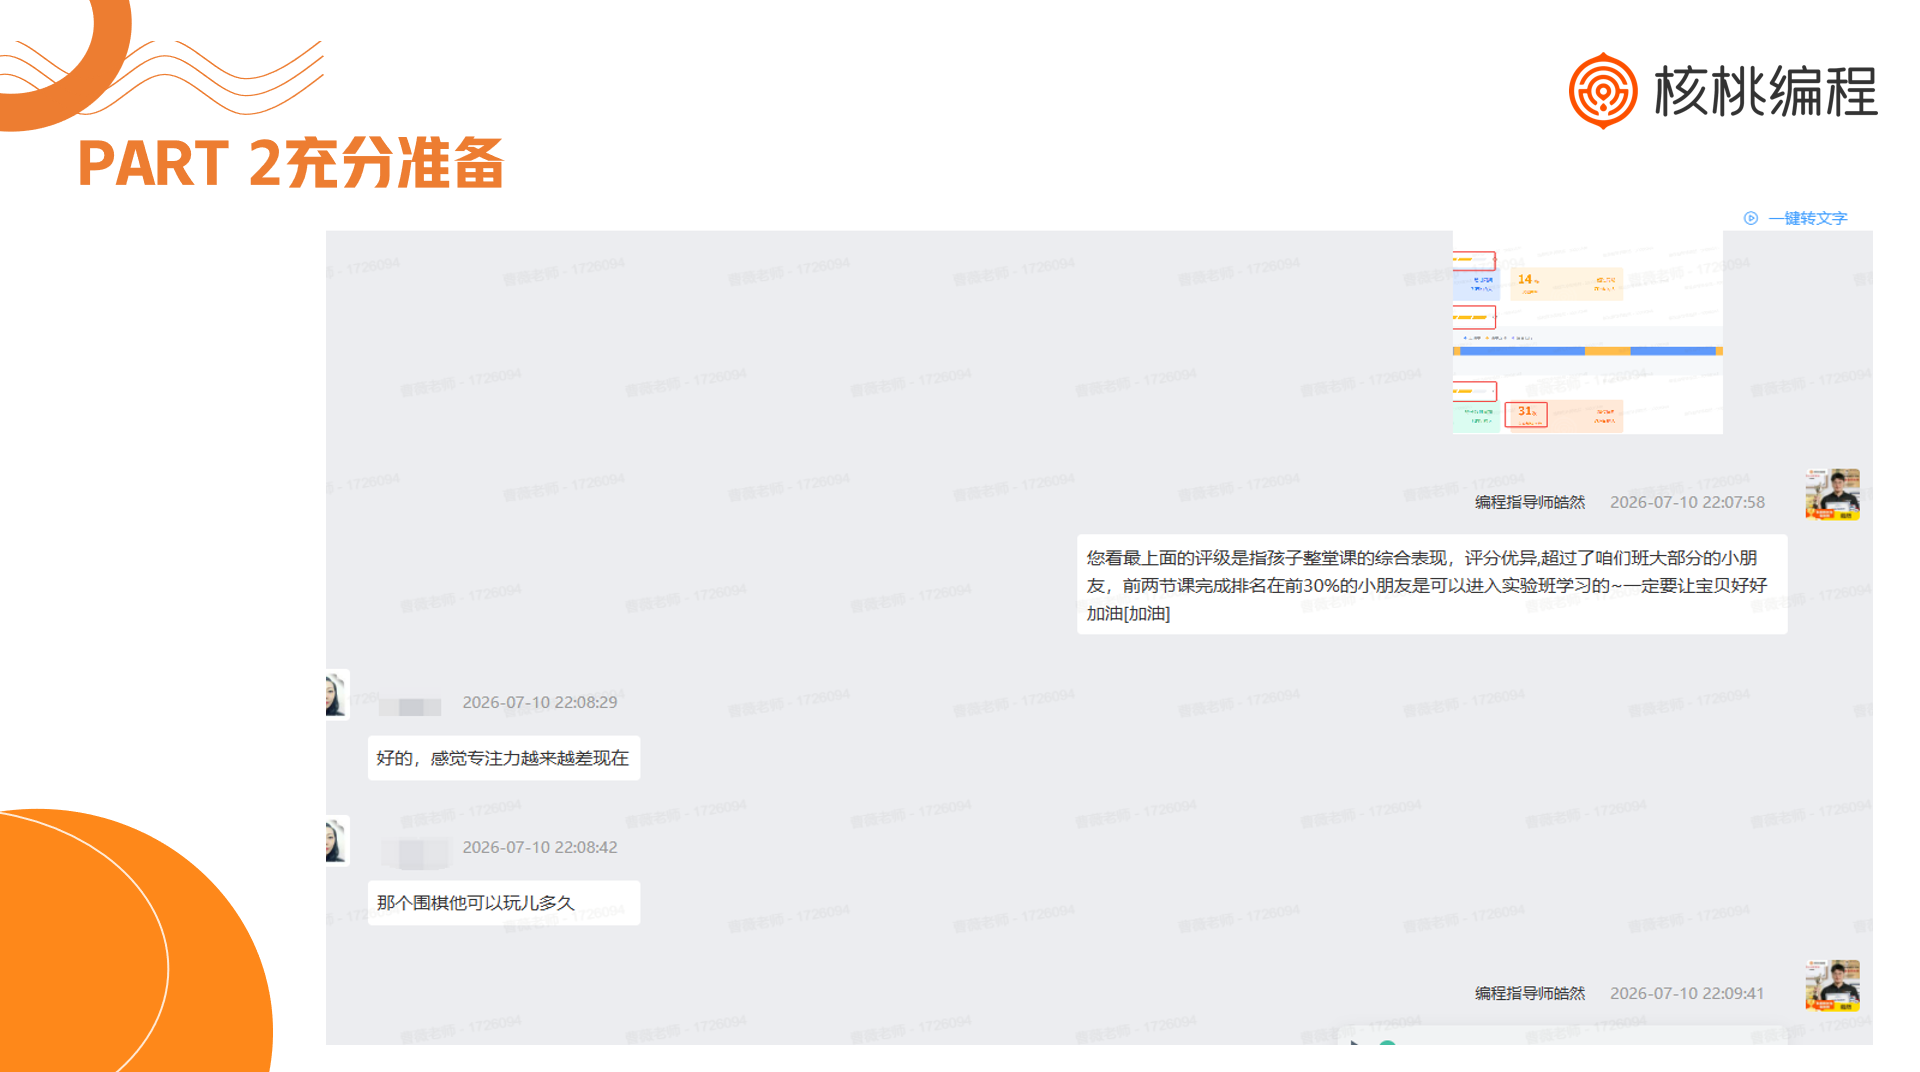 核桃编程
PART 2充分准备
一键转文字
14
31
编程指导师皓然 2026-07-10 22:07:58
您看最上面的评级是指孩子整堂课的综合表现，评分优异,超过了咱们班大部分的小朋
友，前两节课完成排名在前30%的小朋友是可以进入实验班学习的~一定要让宝贝好好
加油[加油]
2026-07-10 22:08:29
好的，感觉专注力越来越差现在
2026-07-10 22:08:42
那个围棋他可以玩儿多久
编程指导师皓然 2026-07-10 22:09:41
曹薇老师 - 1726094